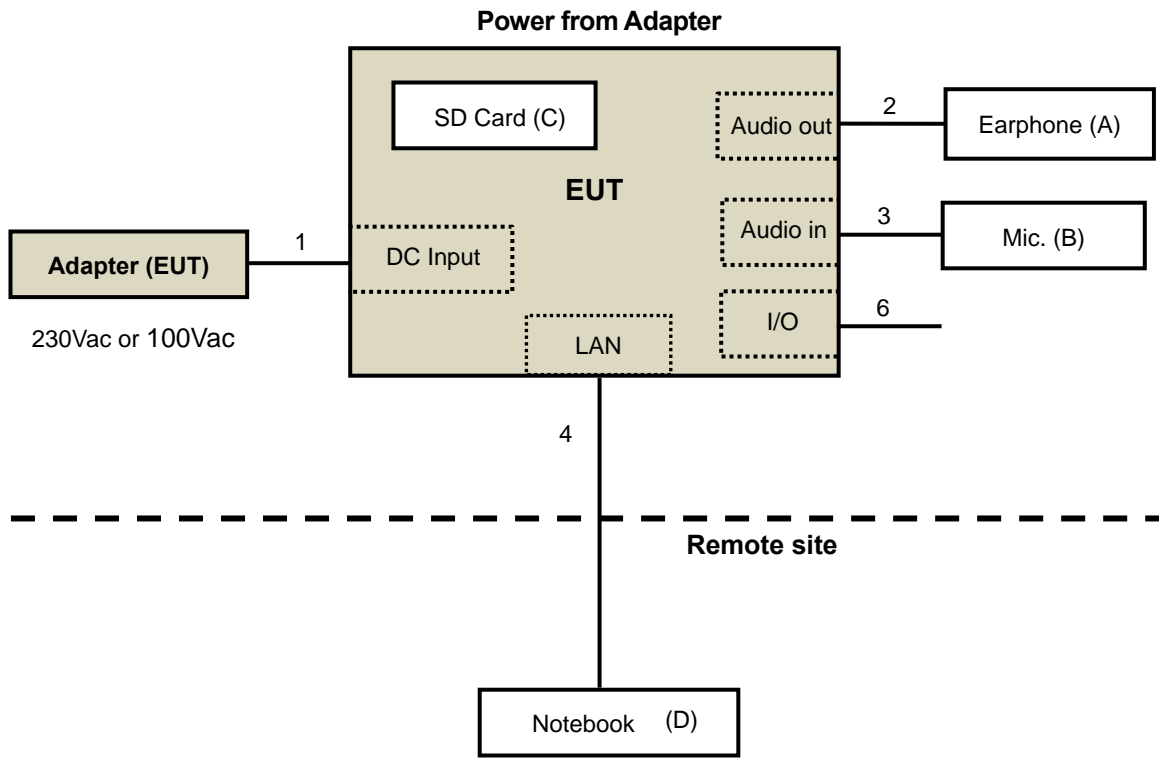 Power from Adapter
SD Card (C)
Audio out
2
Earphone (A)
EUT
Audio in
3
Mic. (B)
Adapter (EUT)
1
DC Input
230Vac or 100Vac
I/O
6
LAN
4
Remote site
Notebook (D)